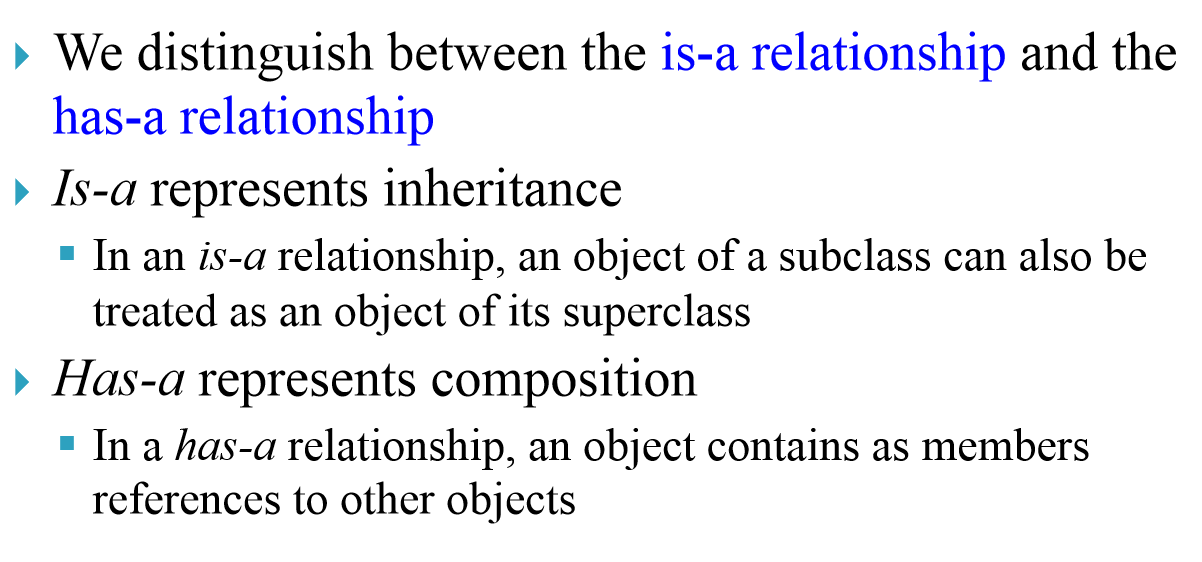 We distinguish between the is-a relationship and the
has-a relationship
Is-a represents inheritance
In an is-a relationship, an object of a subclass can also be
treated as an object of its superclass
Has-a represents composition
In a has-a relationship, an object contains as members
references to other objects